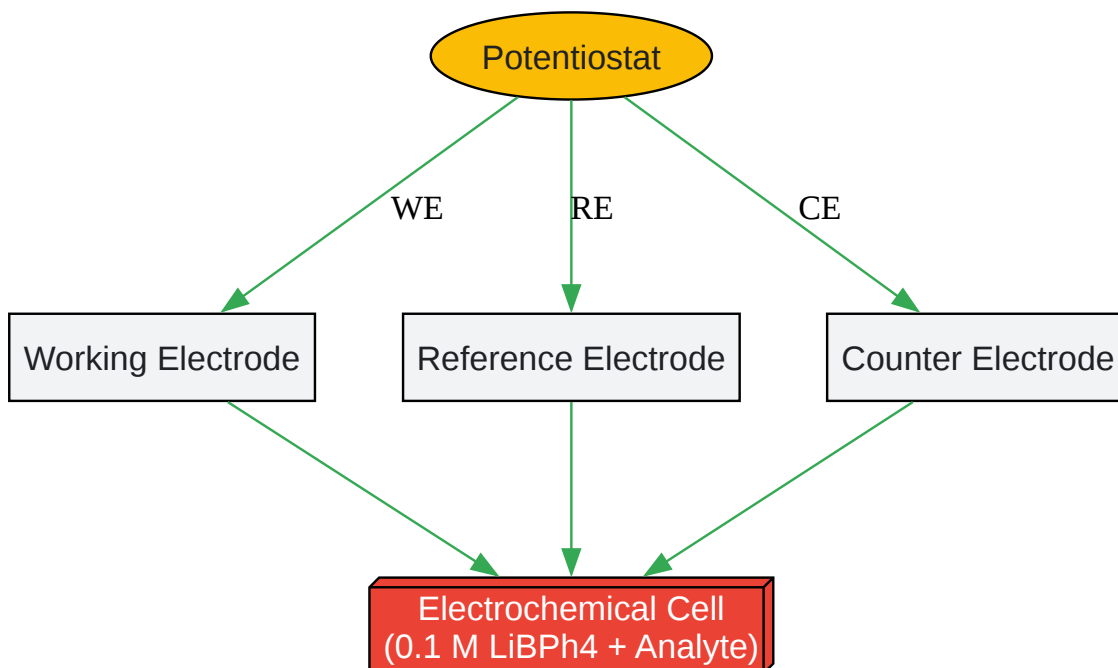 Potentiostat
WE
RE
CE
Working Electrode
Reference Electrode
Counter Electrode
Electrochemical Cell
(0.1 M LiBPh4 + Analyte)